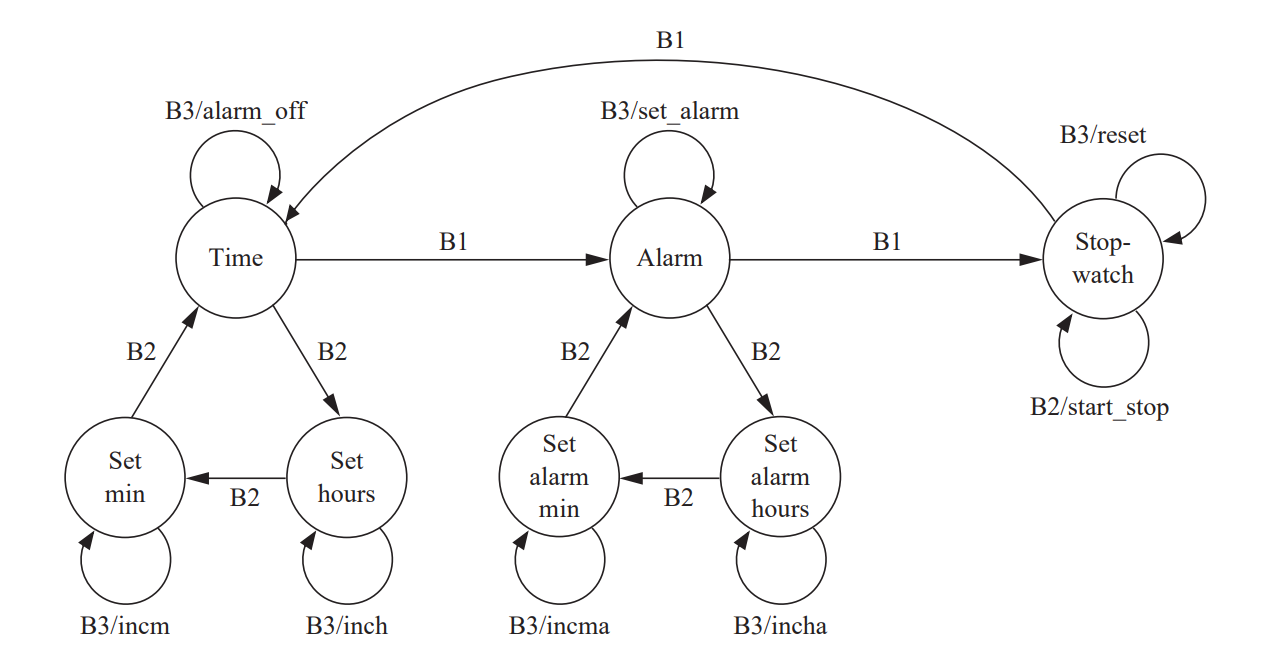 B1
B3/alarm_off
B3/set_alarm
B3/reset
Time
B1
Alarm
B1
Stop-
watch
B2
B2
B2
B2
B2/start_stop
Set
min
B2
Set
hours
Set
alarm
min
B2
Set
alarm
hours
B3/incm
B3/inch
B3/incma
B3/incha